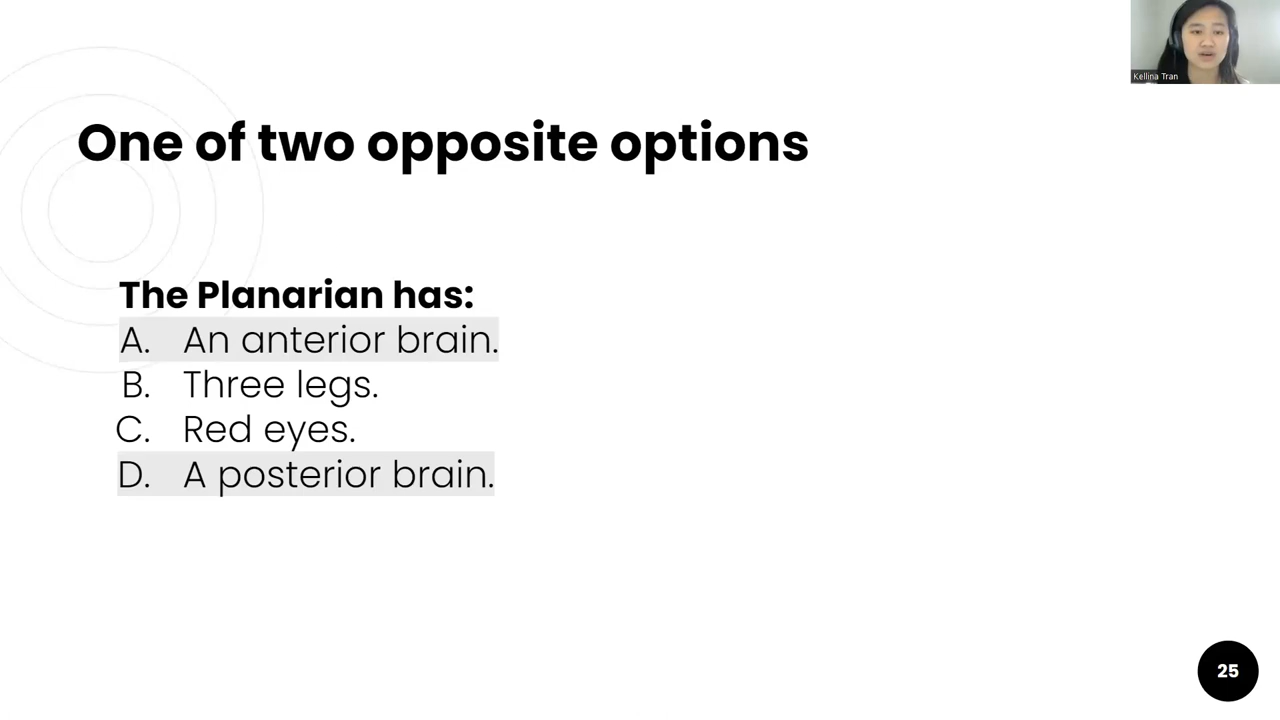 Kellina Tran
One of two opposite options
The Planarian has:
A. An anterior brain.
B. Three legs.
C. Red eyes.
D. A posterior brain.
25